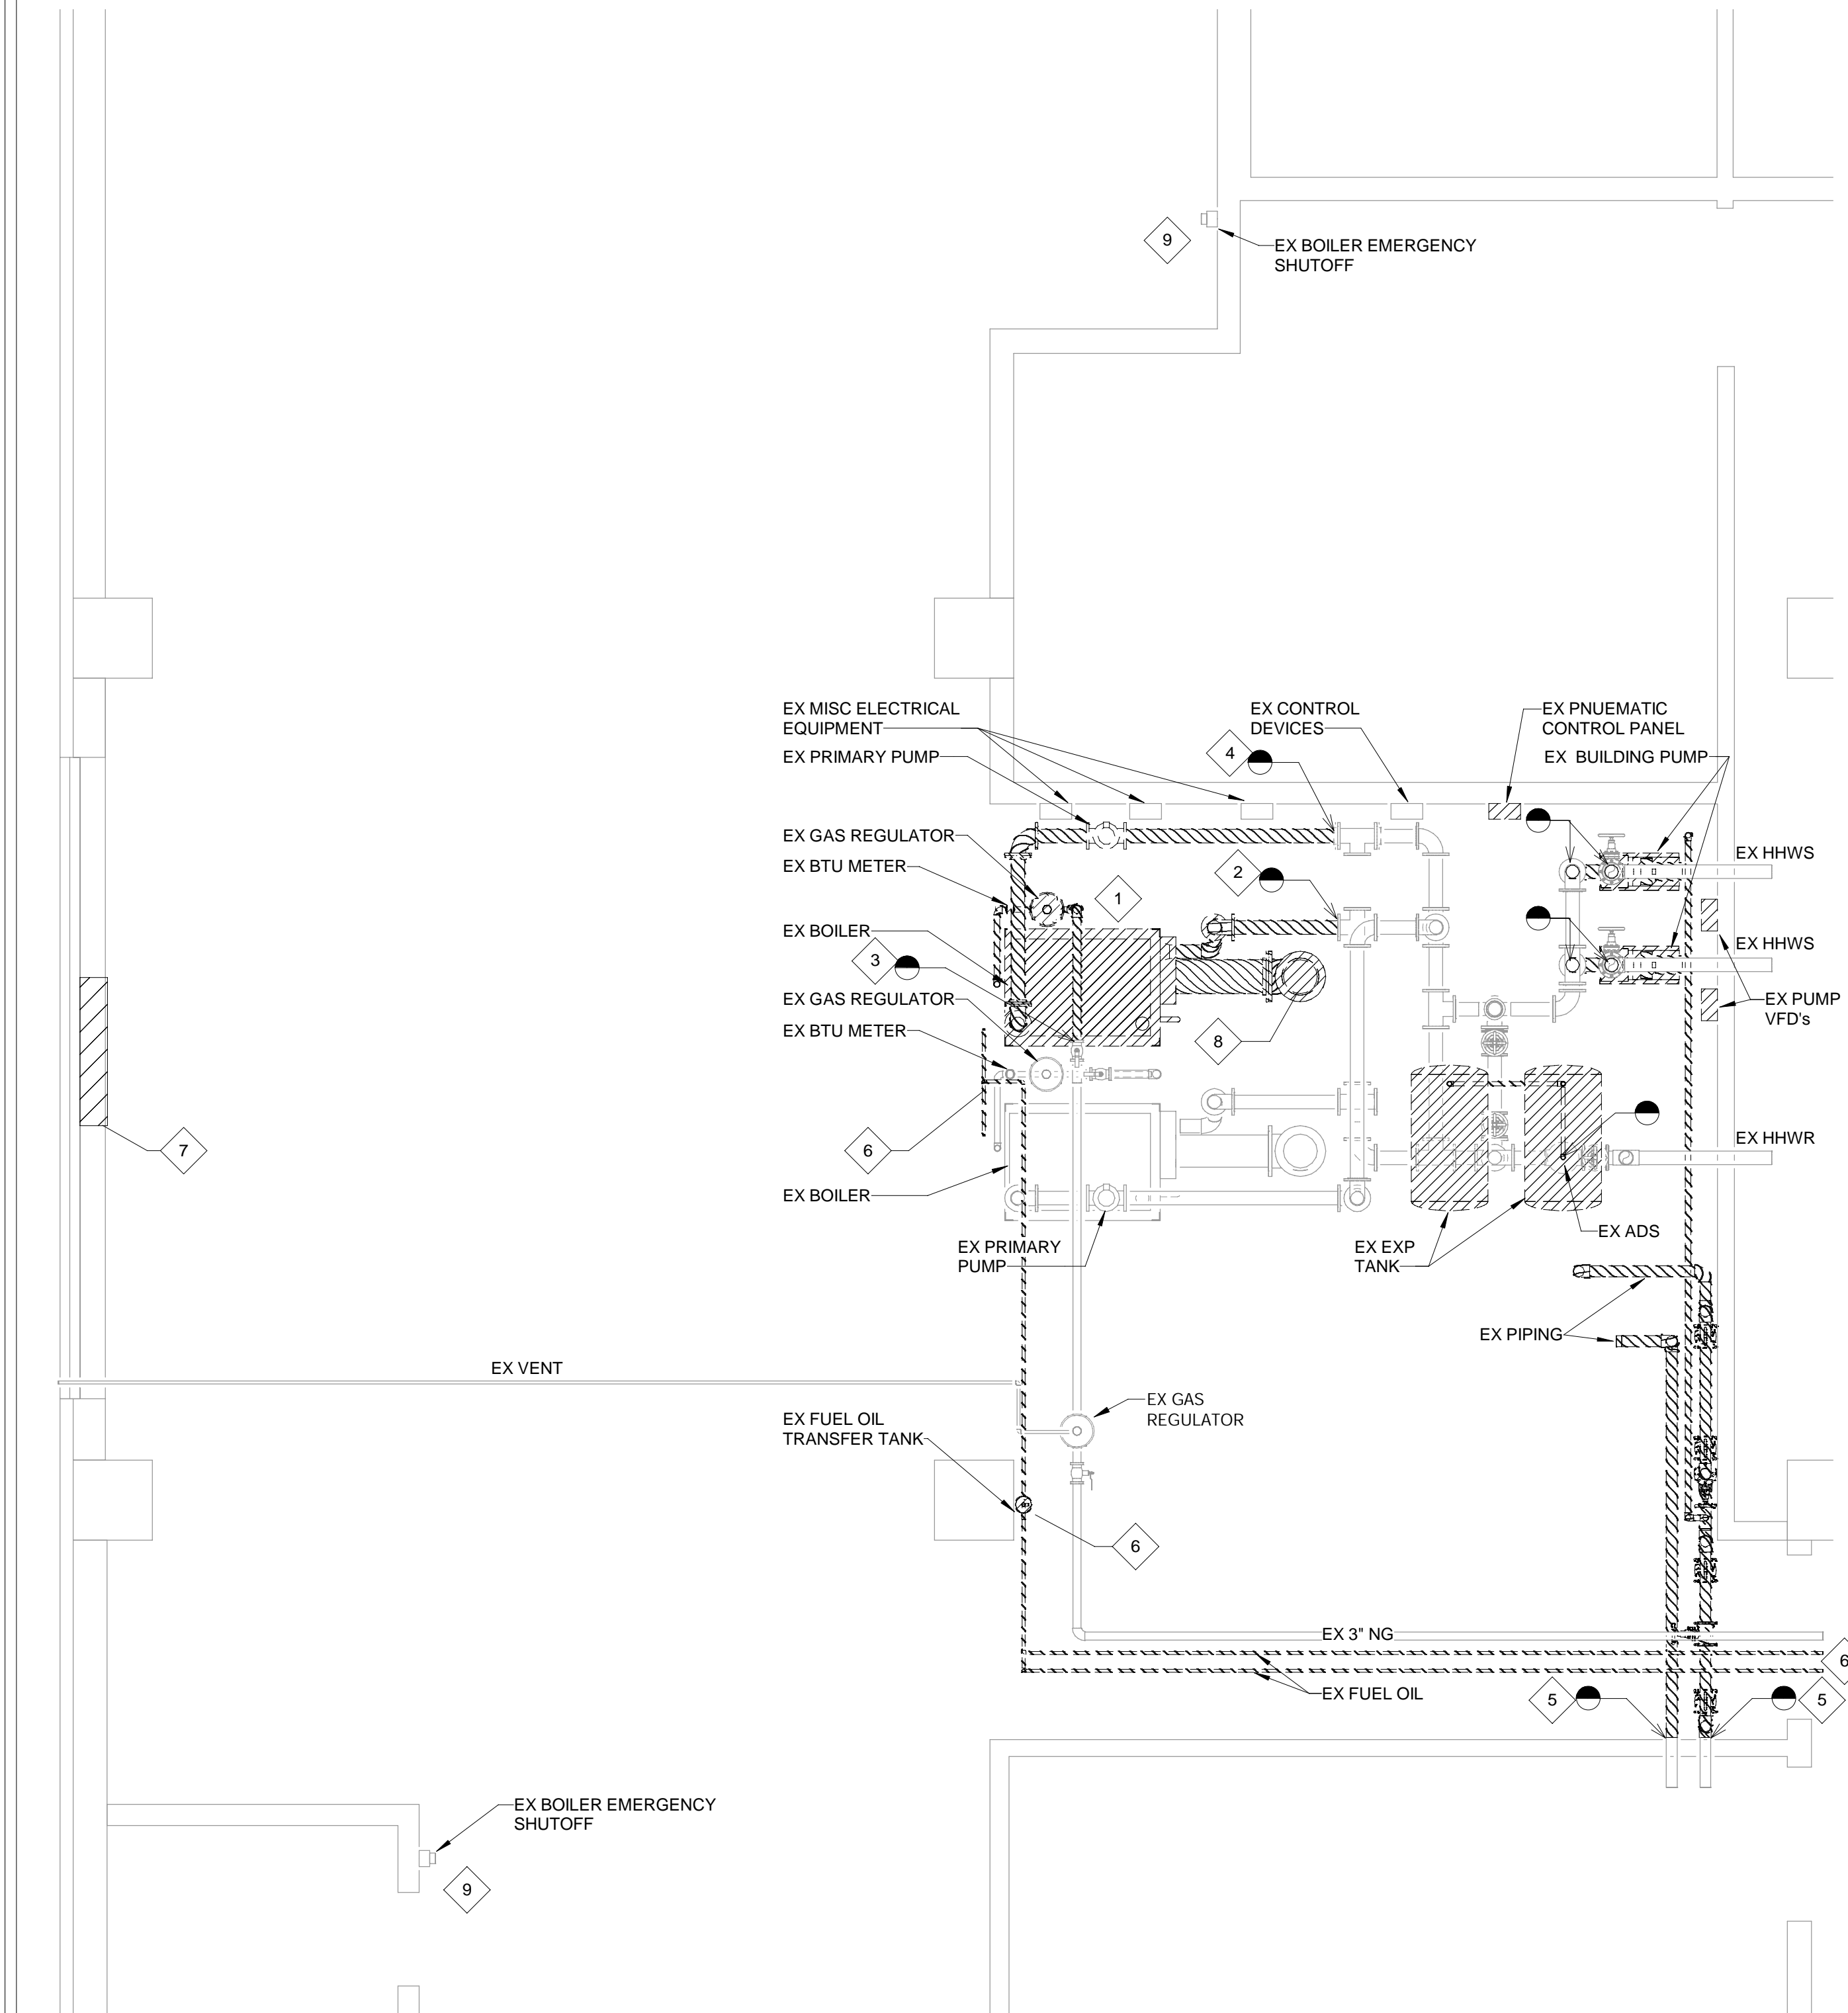 9
EX BOILER EMERGENCY
SHUTOFF
EX MISC ELECTRICAL
EQUIPMENT
EX CONTROL
DEVICES
EX PNUEMATIC
CONTROL PANEL
4
EX PRIMARY PUMP
EX BUILDING PUMP
EX GAS REGULATOR
EX HHWS
EX BTU METER
2
1
EX BOILER
EX HHWS
3
EX GAS REGULATOR
EX PUMP
VFD's
EX BTU METER
8
7
6
EX HHWR
EX BOILER
EX ADS
EX PRIMARY
PUMP
EX EXP
TANK
EX PIPING
EX VENT
EX GAS
REGULATOR
EX FUEL OIL
TRANSFER TANK
6
EX 3" NG
6
EX FUEL OIL
5
5
EX BOILER EMERGENCY
SHUTOFF
9